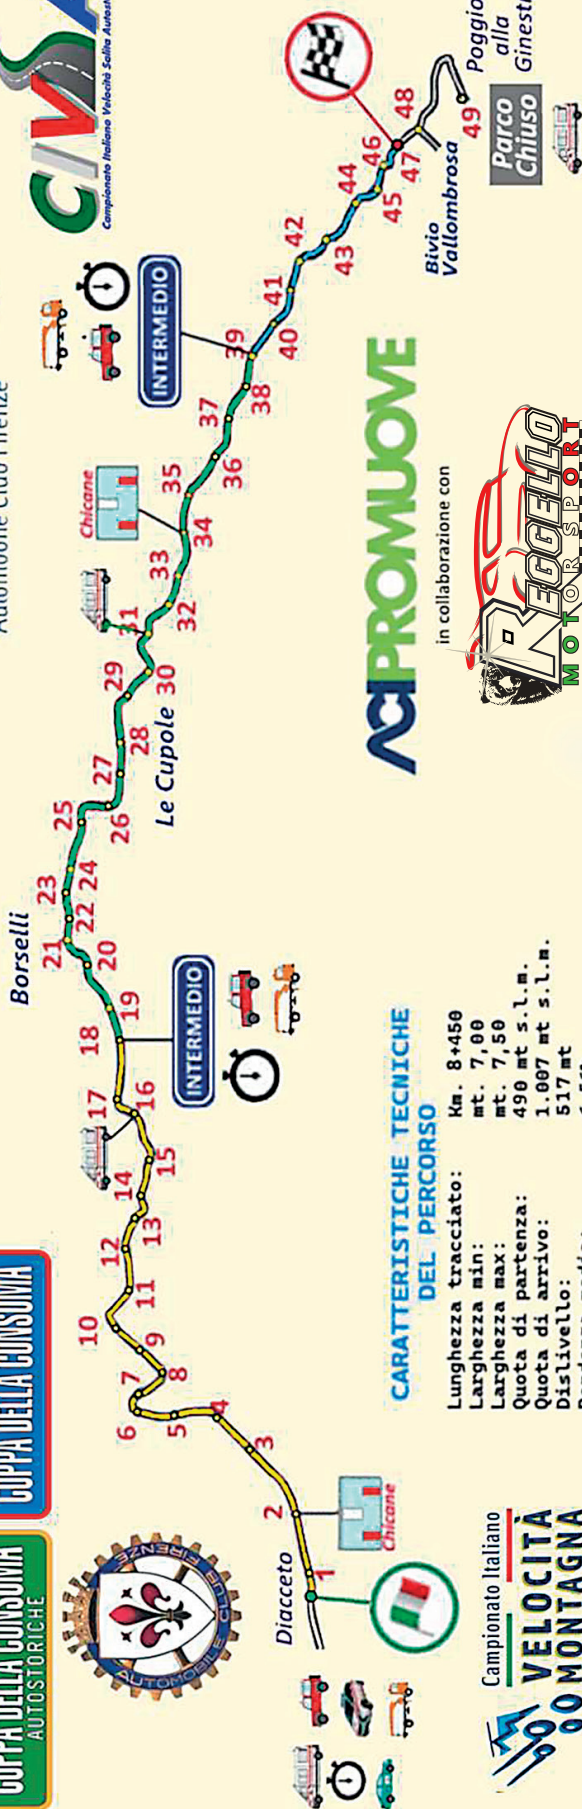 COPPA DELLA CONSUMA
AUTOSTORICHE
COPPA DELLA CONSUMA
AUTOMOBILE CLUB FIRENZE
Automobile Club Firenze
CIVSA
Campionato Italiano Velocità Salita Autost
Diacceto
1
2
3
4
5
6
7
8
9
10
11
12
13
14
15
16
17
18
19
20
21
22
23
24
25
26
27
28
29
30
31
32
33
34
35
36
37
38
39
40
41
42
43
44
45
46
47
48
49
Chicane
INTERMEDIO
Borselli
Le Cupole
Chicane
INTERMEDIO
Bivio
Vallombrosa
Poggio
alla
Ginest
Parco
Chiuso
Campionato Italiano
VELOCITÀ
MONTAGNA
CARATTERISTICHE TECNICHE
DEL PERCORSO
Lunghezza tracciato: Km. 8+450
Larghezza min: mt. 7,00
Larghezza max: mt. 7,50
Quota di partenza: 490 mt s.l.m.
Quota di arrivo: 1.007 mt s.l.m.
Dislivello: 517 mt
ACI PROMUOVE
in collaborazione con
REGGELLO
MOTORSPORT